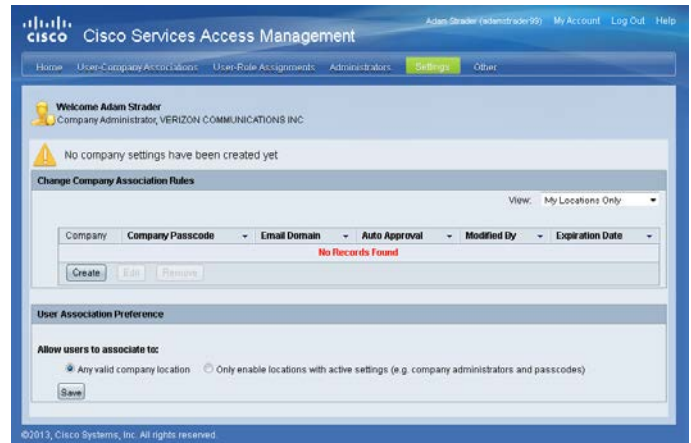 Adam Strader (adamstrader99) My Account Log Out Help
CISCO Cisco Services Access Management
Home User-Company Associations User-Role Assignments Administrators Settings Other
Welcome Adam Strader
Company Administrator, VERIZON COMMUNICATIONS INC
No company settings have been created yet
Change Company Association Rules
View: My Locations Only
Company Company Passcode Email Domain Auto Approval Modified By Expiration Date
No Records Found
Create Edit Remove
User Association Preference
Allow users to associate to:
Any valid company location Only enable locations with active settings (e.g. company administrators and passcodes)
Save
©2013, Cisco Systems, Inc. All rights reserved.